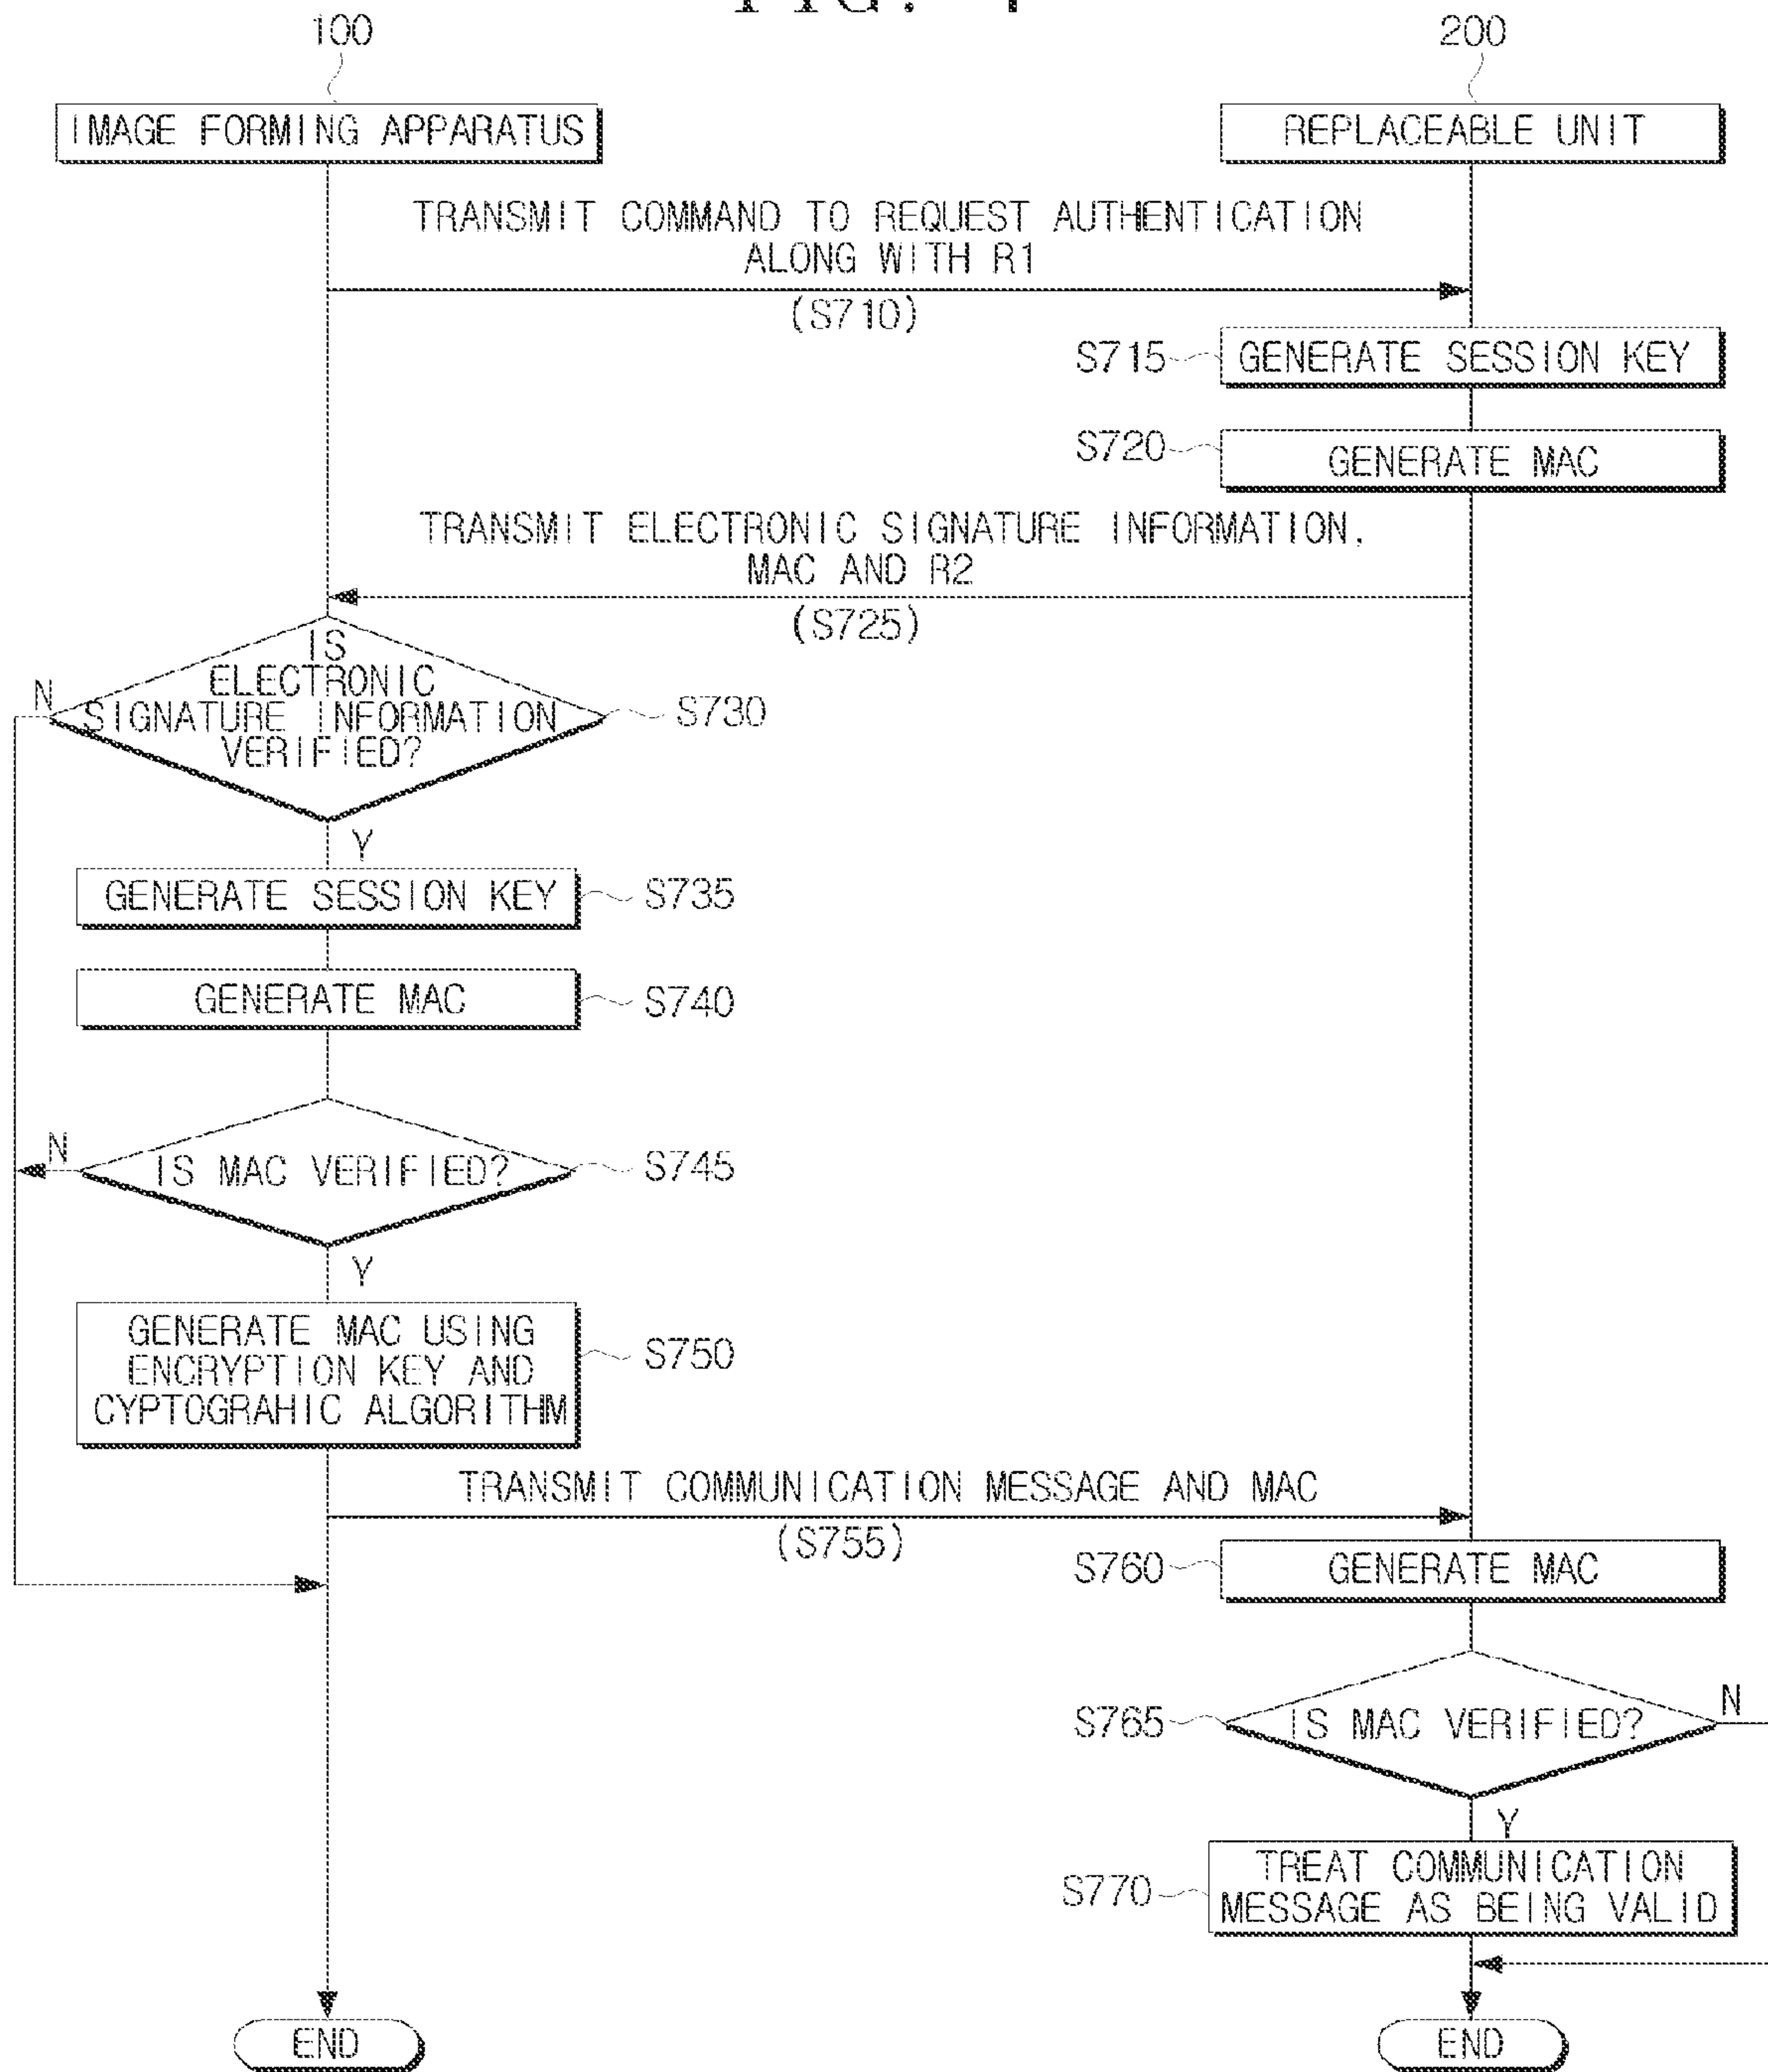 100
200
IMAGE FORMING APPARATUS
REPLACEABLE UNIT
TRANSMIT COMMAND TO REQUEST AUTHENTICATION
ALONG WITH R1
(S710)
S715
GENERATE SESSION KEY
S720
GENERATE MAC
TRANSMIT ELECTRONIC SIGNATURE INFORMATION,
MAC AND R2
(S725)
IS
ELECTRONIC
SIGNATURE INFORMATION
VERIFIED?
N
S730
Y
GENERATE SESSION KEY
S735
GENERATE MAC
S740
N
IS MAC VERIFIED?
S745
Y
GENERATE MAC USING
ENCRYPTION KEY AND
CYPTOGRAHIC ALGORITHM
S750
TRANSMIT COMMUNICATION MESSAGE AND MAC
(S755)
S760
GENERATE MAC
S765
IS MAC VERIFIED?
N
Y
S770
TREAT COMMUNICATION
MESSAGE AS BEING VALID
END
END